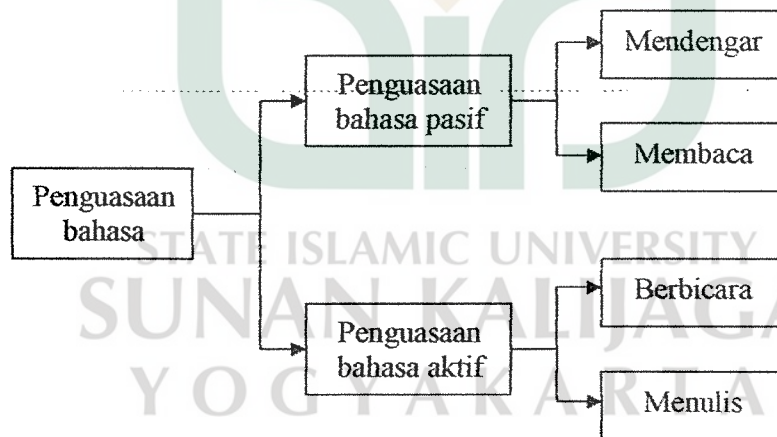 Mendengar
Penguasaan
bahasa pasif
Membaca
Penguasaan
bahasa
STATE ISLAMIC UNIVERSITY
SUNAN KALIJAGA
YOGYAKARTA
Berbicara
Penguasaan
bahasa aktif
Menulis